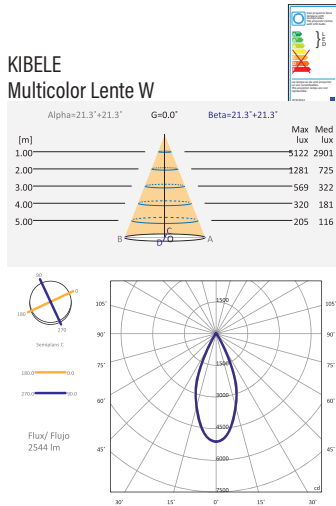 KIBELE
Multicolor Lente W
L
E
D
Alpha=21.3˚+21.3˚ G=0.0˚ Beta=21.3˚+21.3˚
Max Med
[m] lux lux
1.00 5122 2901
2.00 1281 725
3.00 569 322
4.00 320 181
5.00 205 116
C
B D O A
90
0
180
270
Semiplans C
180.0 0.0
270.0 90.0
Flux/ Flujo
2544 lm
105˚ 1500 105˚
90˚ 90˚
75˚ 1500 75˚
60˚ 3000 60˚
4500
45˚ 6000 45˚
7500 cd
30˚ 15˚ 0˚ 15˚ 30˚